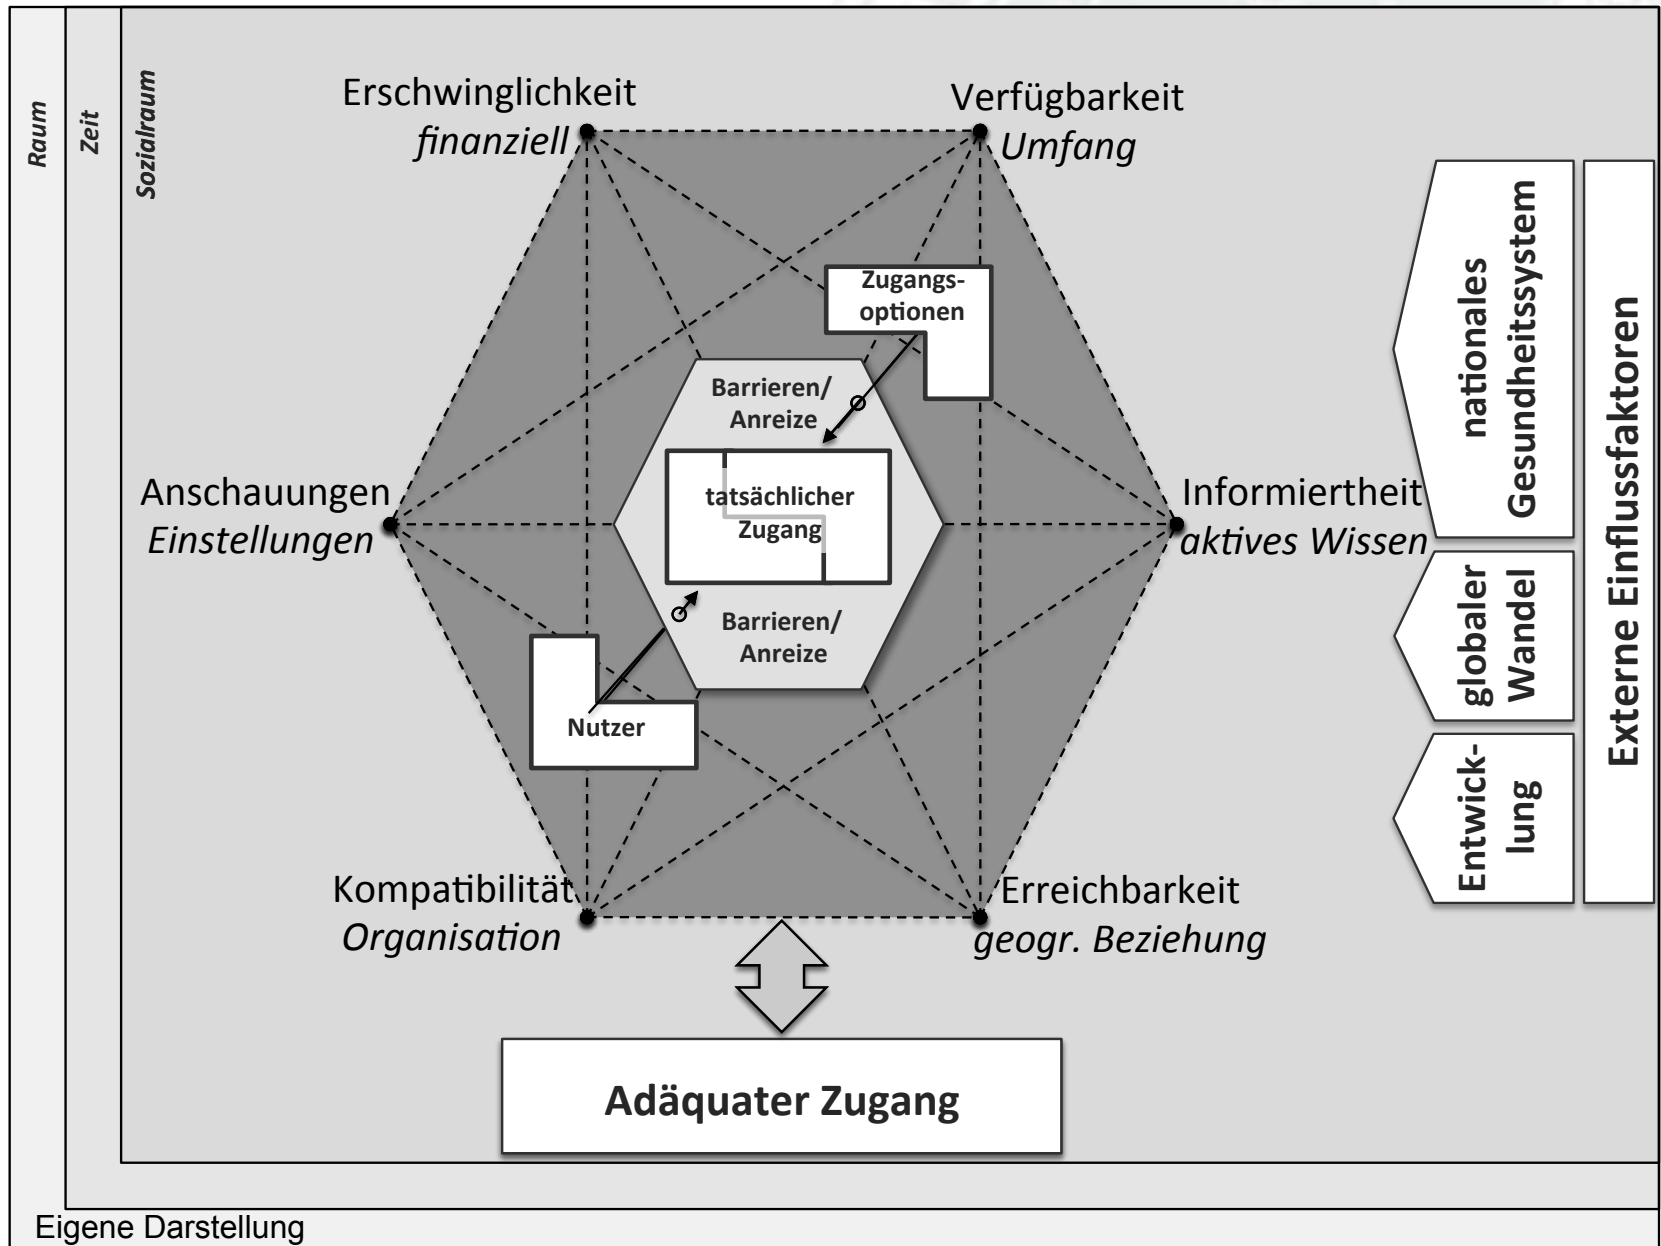 Raum
Zeit
Sozialraum
Erschwinglichkeit
finanziell
Verfügbarkeit
Umfang
Zugangs-
optionen
Barrieren/
Anreize
tatsächlicher
Zugang
Anschauungen
Einstellungen
Informiertheit
aktives Wissen
Barrieren/
Anreize
Nutzer
Kompatibilität
Organisation
Erreichbarkeit
geogr. Beziehung
nationales
Gesundheitssystem
globaler
Wandel
Entwick-
lung
Externe Einflussfaktoren
Adäquater Zugang
Eigene Darstellung